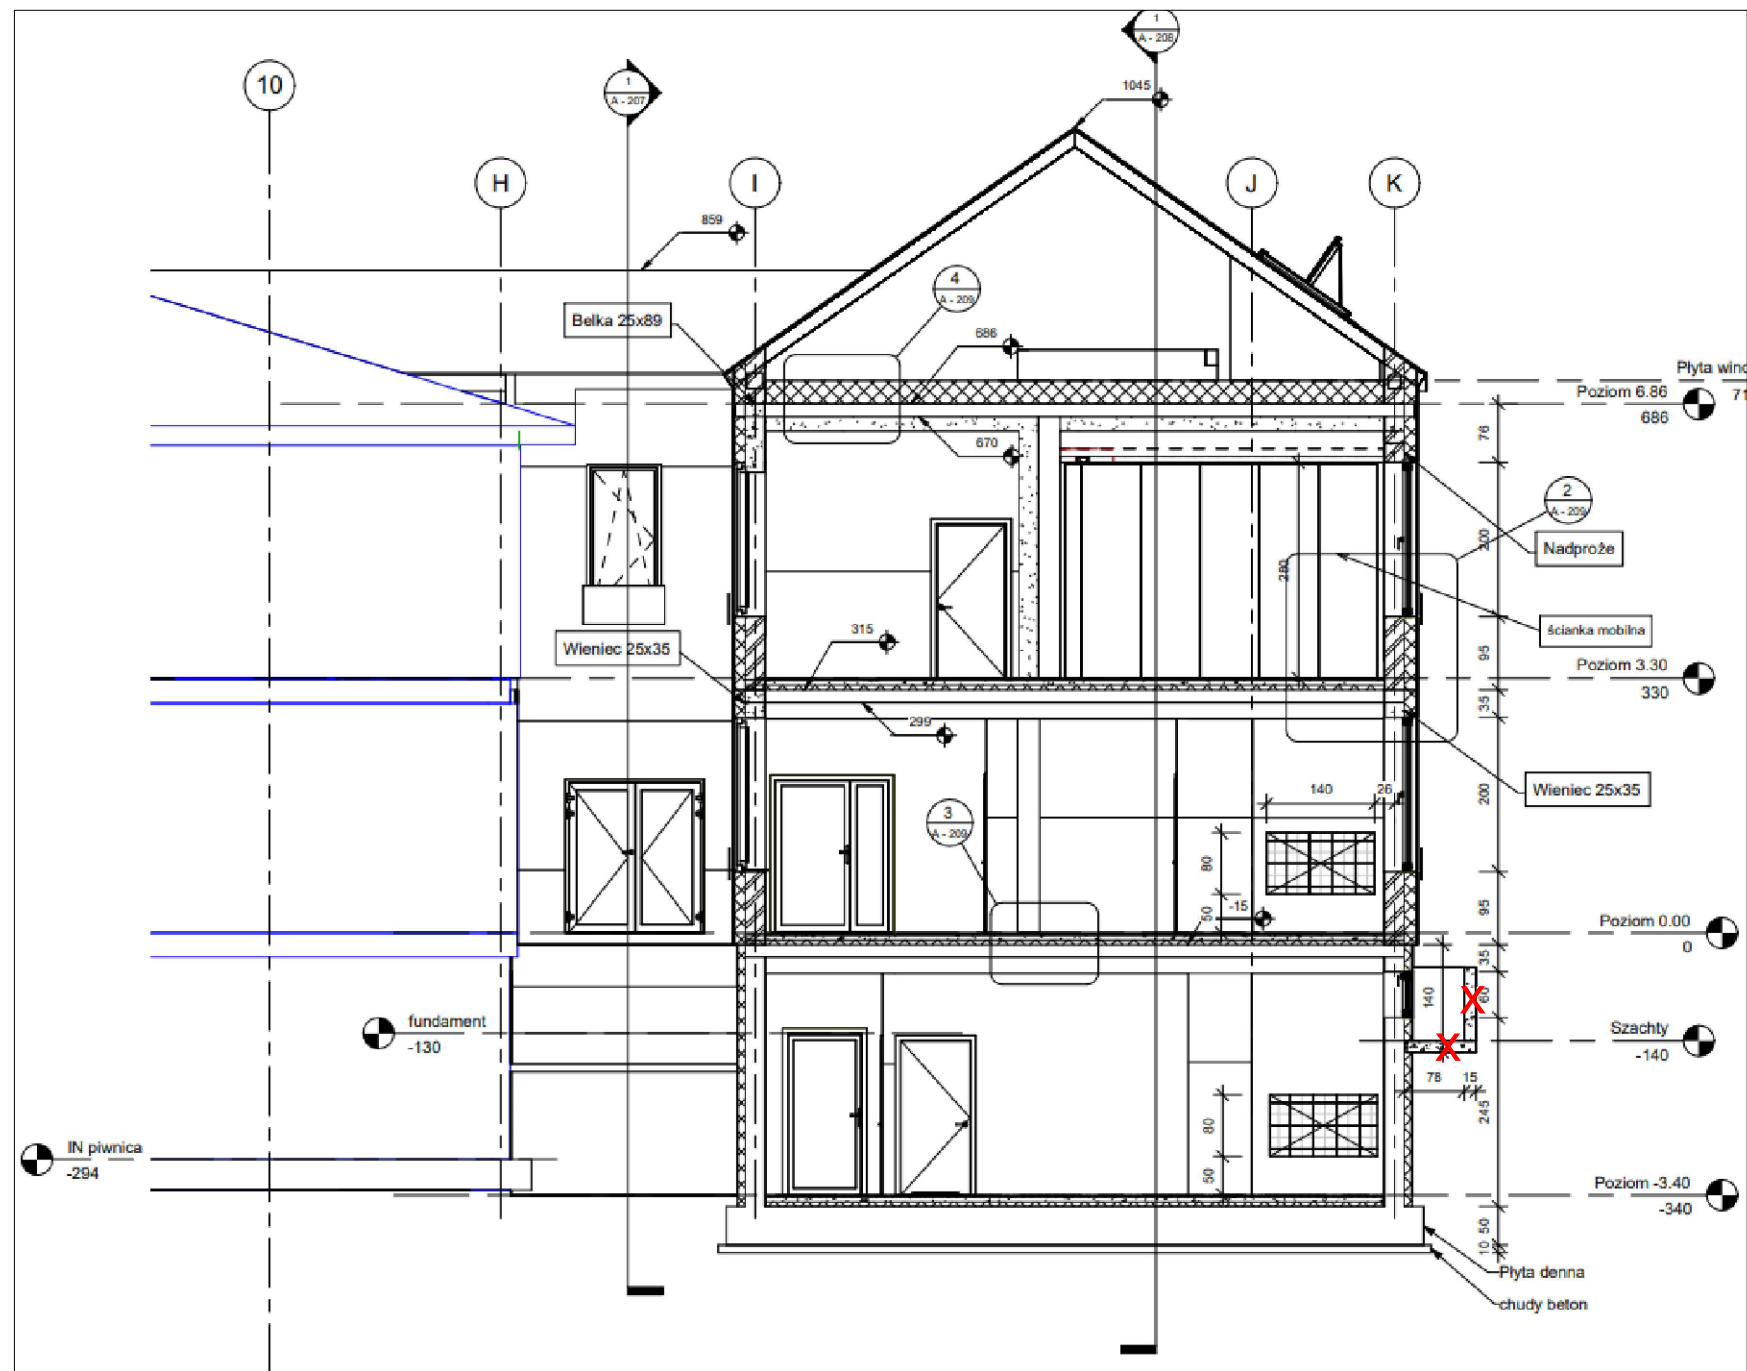 1
A - 208
10
1
A - 207
1045
H
I
J
K
859
4
A - 209
Belka 25x89
686
Płyta winc
71
Poziom 6.86
686
76
670
2
A - 209
200
Nadproże
280
315
ścianka mobilna
Wieniec 25x35
95
Poziom 3.30
330
35
299
140
26
200
Wieniec 25x35
3
A - 209
80
-15
50
95
Poziom 0.00
0
35
140
X
60
fundament
-130
Szachty
-140
X
78
15
245
80
IN piwnica
-294
50
Poziom -3.40
-340
50
10
Płyta denna
chudy beton